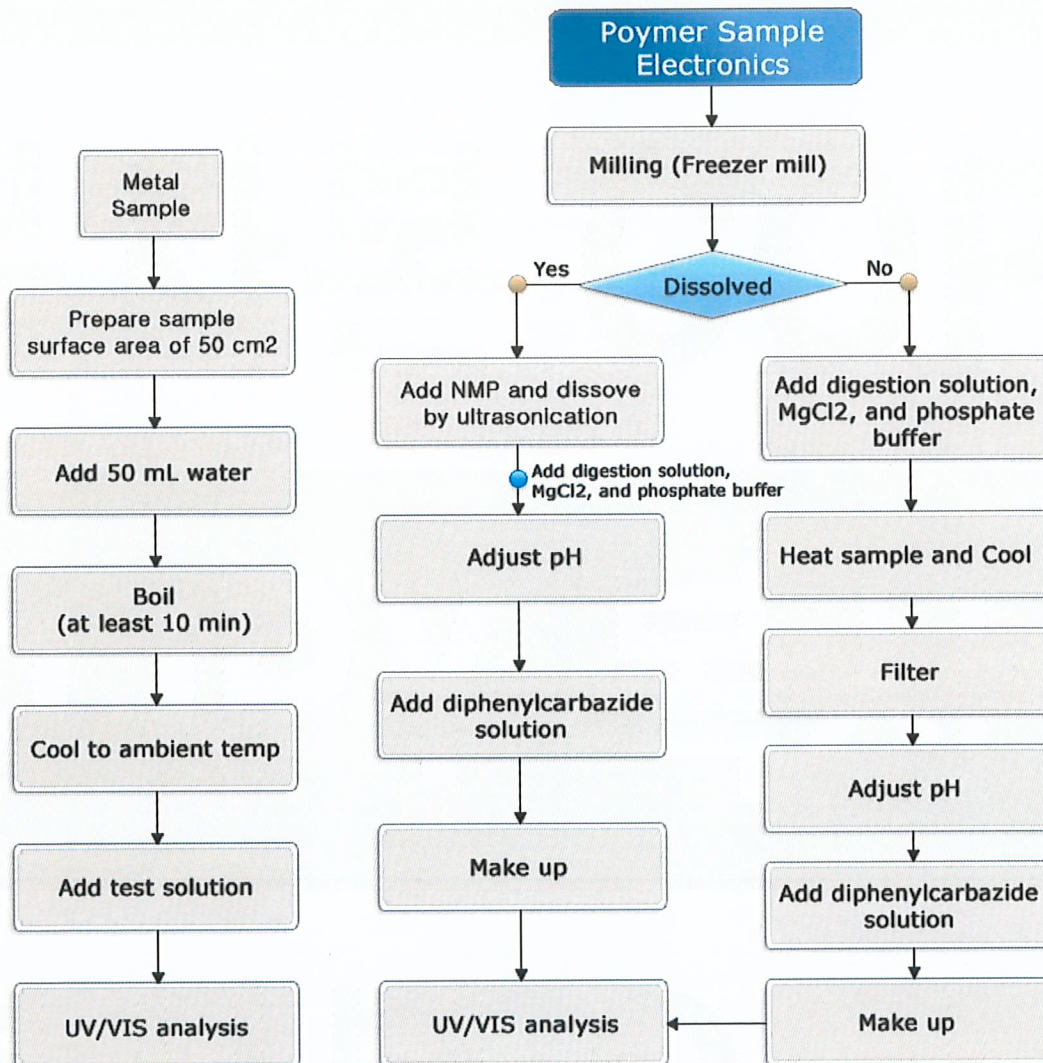 Metal
Sample
Prepare sample
surface area of 50 cm2
Add 50 mL water
Boil
(at least 10 min)
Cool to ambient temp
Add test solution
UV/VIS analysis
Poymer Sample
Electronics
Milling (Freezer mill)
Dissolved
Yes
No
Add NMP and dissove
by ultrasonication
Add digestion solution,
MgCl2, and phosphate buffer
Adjust pH
Add diphenylcarbazide
solution
Make up
UV/VIS analysis
Add digestion solution,
MgCl2, and phosphate
buffer
Heat sample and Cool
Filter
Adjust pH
Add diphenylcarbazide
solution
Make up